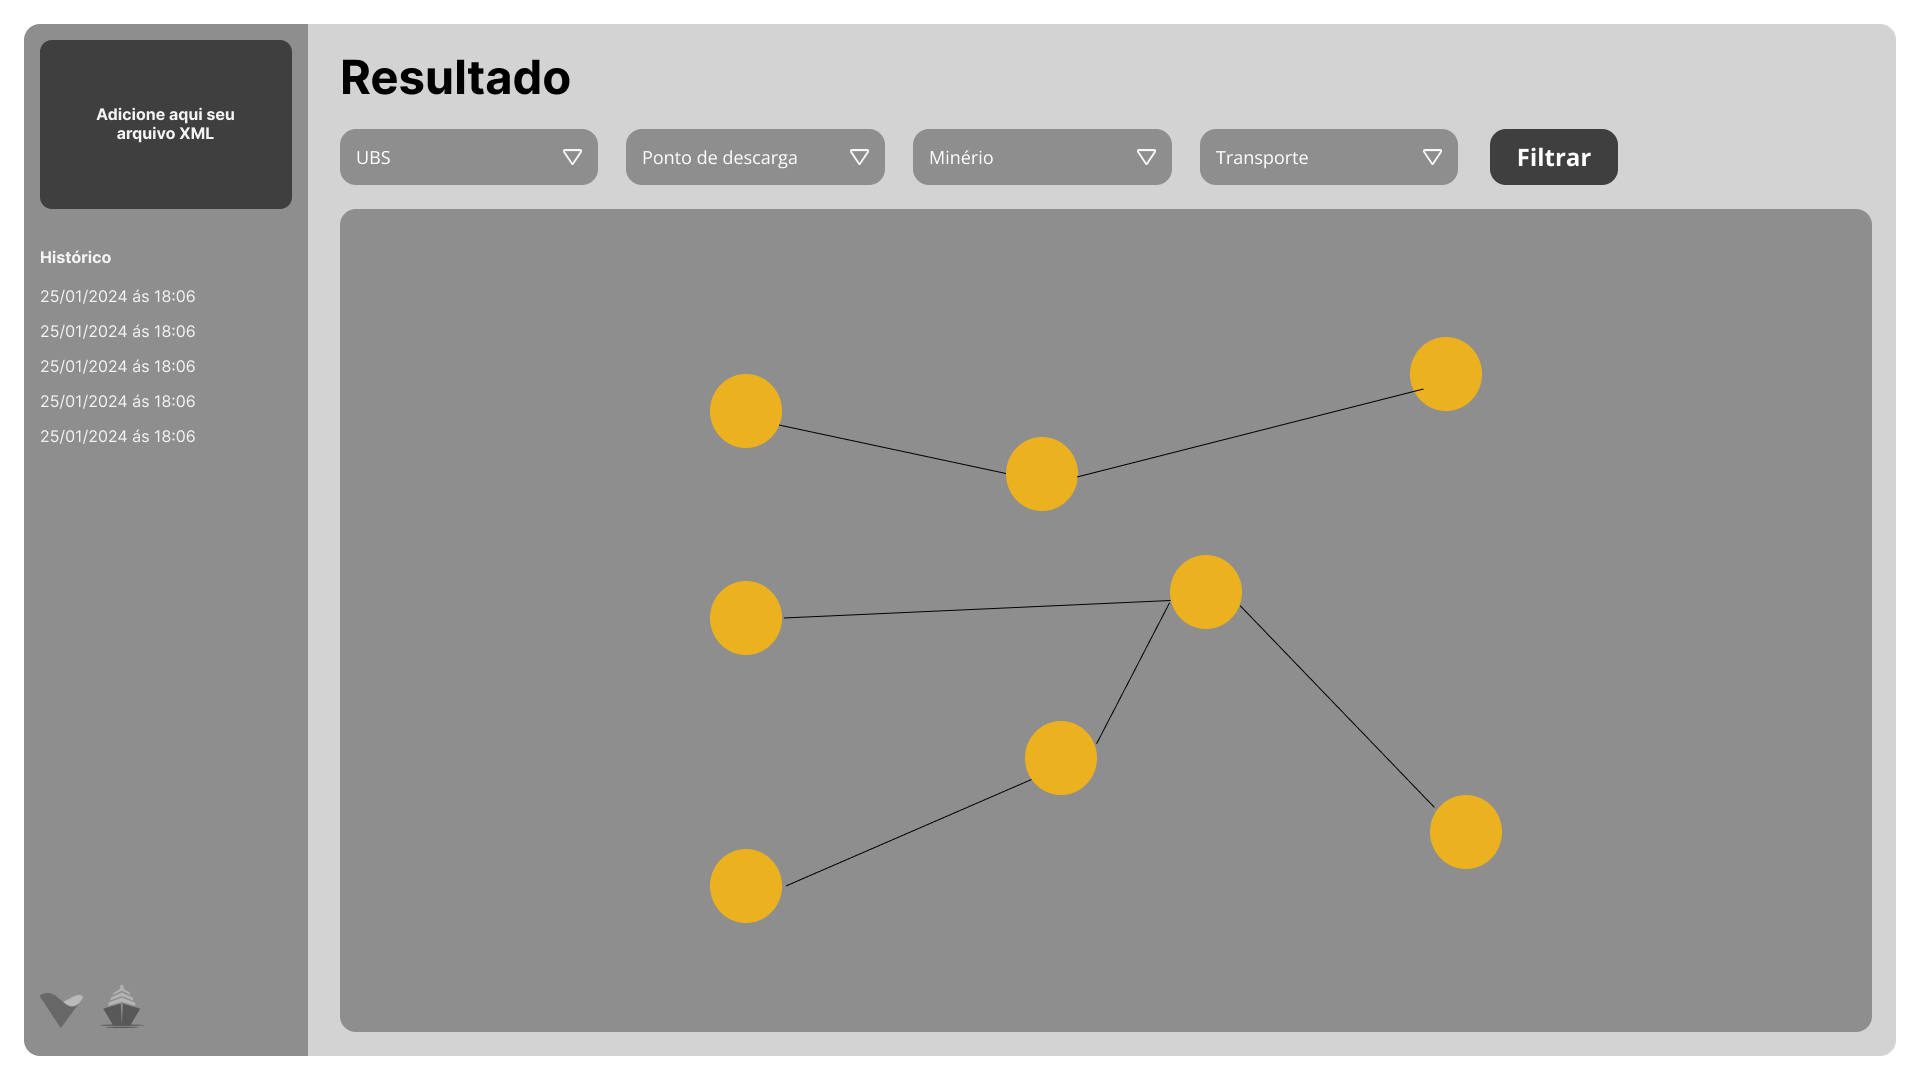 Adicione aqui seu
arquivo XML
Histórico
25/01/2024 ás 18:06
25/01/2024 ás 18:06
25/01/2024 ás 18:06
25/01/2024 ás 18:06
25/01/2024 ás 18:06
Resultado
UBS
Ponto de descarga
Minério
Transporte
Filtrar